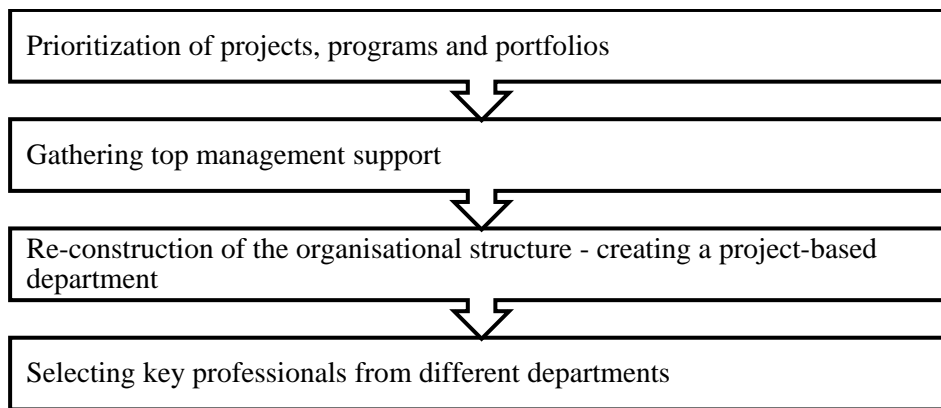 Prioritization of projects, programs and portfolios
Gathering top management support
Re-construction of the organisational structure - creating a project-based
department
Selecting key professionals from different departments